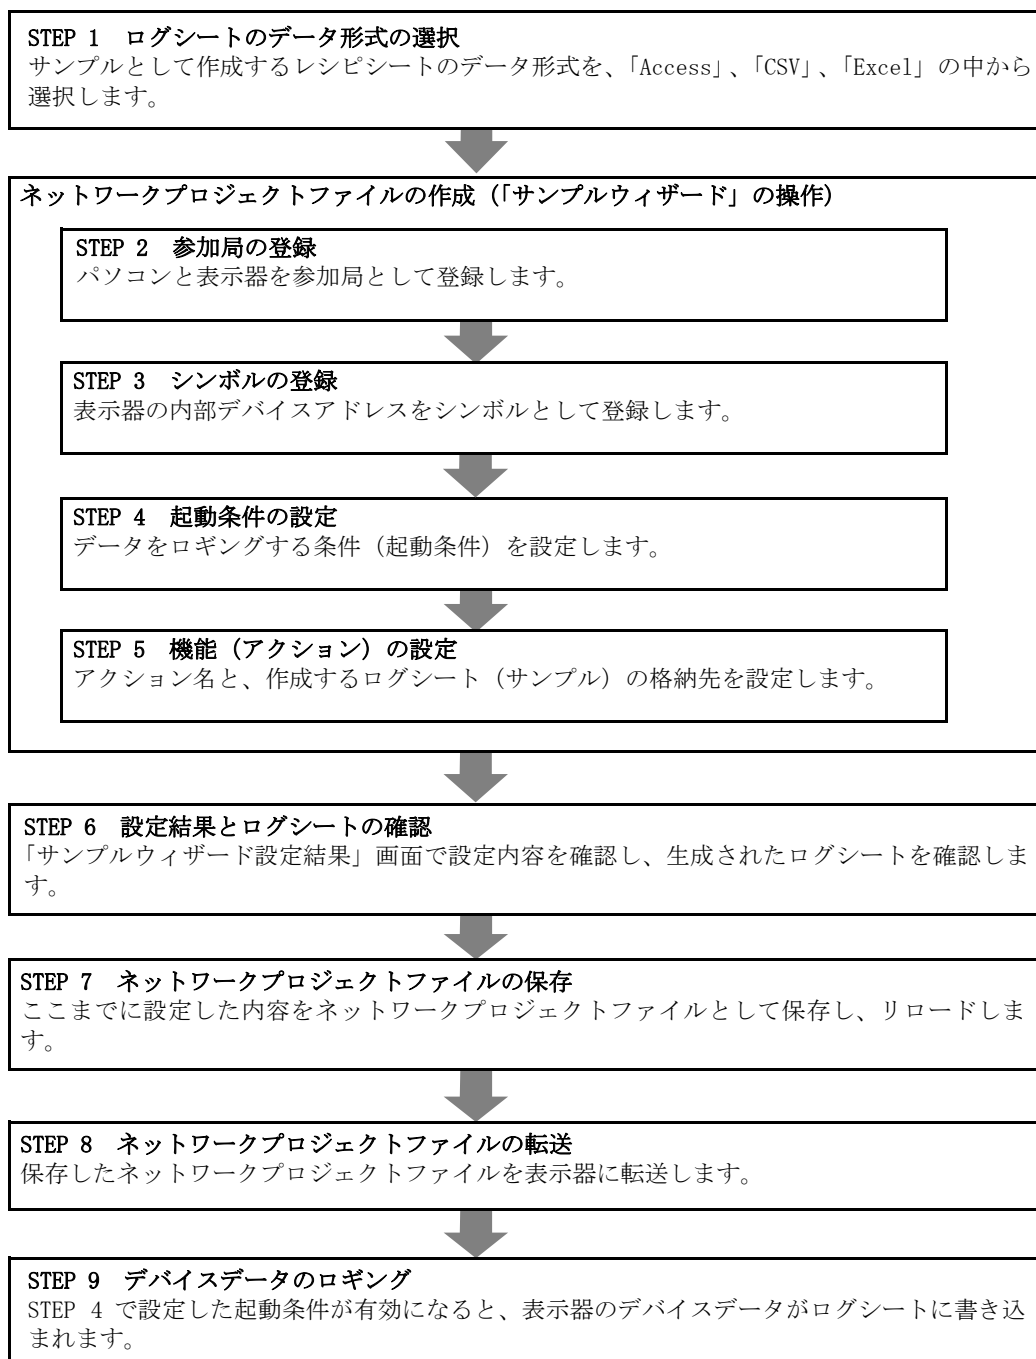 STEP 1　ログシートのデータ形式の選択
サンプルとして作成するレシピシートのデータ形式を、「Access」、「CSV」、「Excel」の中から
選択します。
ネットワークプロジェクトファイルの作成（「サンプルウィザード」の操作）
STEP 2　参加局の登録
パソコンと表示器を参加局として登録します。
STEP 3　シンボルの登録
表示器の内部デバイスアドレスをシンボルとして登録します。
STEP 4　起動条件の設定
データをロギングする条件（起動条件）を設定します。
STEP 5　機能（アクション）の設定
アクション名と、作成するログシート（サンプル）の格納先を設定します。
STEP 6　設定結果とログシートの確認
「サンプルウィザード設定結果」画面で設定内容を確認し、生成されたログシートを確認しま
す。
STEP 7　ネットワークプロジェクトファイルの保存
ここまでに設定した内容をネットワークプロジェクトファイルとして保存し、リロードしま
す。
STEP 8　ネットワークプロジェクトファイルの転送
保存したネットワークプロジェクトファイルを表示器に転送します。
STEP 9　デバイスデータのロギング
STEP 4 で設定した起動条件が有効になると、表示器のデバイスデータがログシートに書き込
まれます。